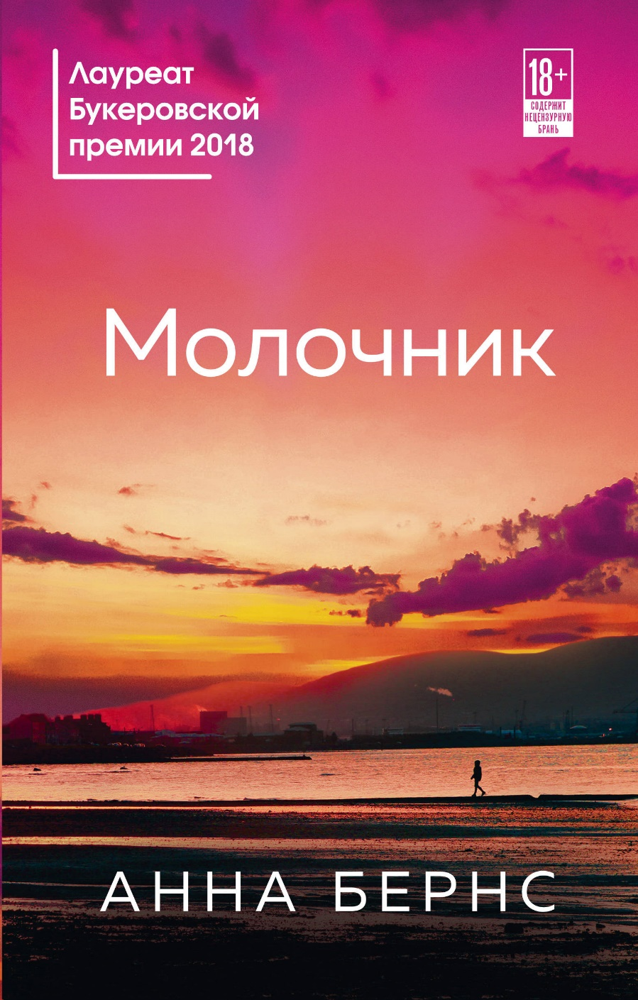 Лауреат
Букеровской
премии 2018
18+
СОДЕРЖИТ
НЕЦЕНЗУРНУЮ
БРАНЬ
Молочник
АННА БЕРНС